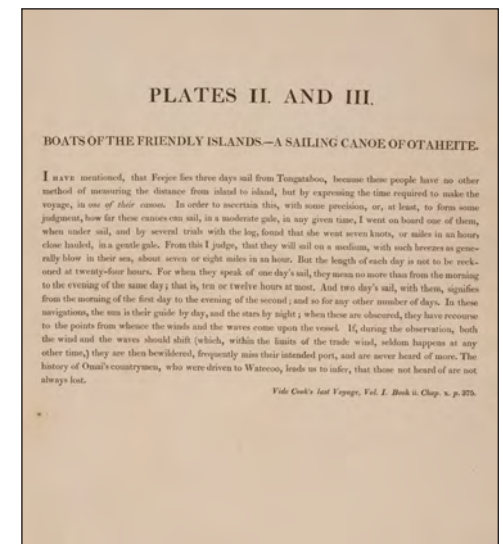 PLATES II. AND III.
BOATS OF THE FRIENDLY ISLANDS.—A SAILING CANOE OF OTAHEITE.
I HAVE mentioned, that Feejee lies three days sail from Tongataboo, because these people have no other
method of measuring the distance from island to island, but by expressing the time required to make the
voyage, in one of their canoes. In order to ascertain this, with some precision, or, at least, to form some
judgment, how far these canoes can sail, in a moderate gale, in any given time, I went on board one of them,
when under sail, and by several trials with the log, found that she went seven knots, or miles in an hour;
close hauled, in a gentle gale. From this I judge, that they will sail on a medium, with such breezes as gene-
rally blow in their sea, about seven or eight miles in an hour. But the length of each day is not to be reck-
oned at twenty-four hours. For when they speak of one day's sail, they mean no more than from the morning
to the evening of the same day; that is, ten or twelve hours at most. And two day's sail, with them, signifies
from the morning of the first day to the evening of the second; and so for any other number of days. In these
navigations, the sun is their guide by day, and the stars by night; when these are obscured, they have recourse
to the points from whence the winds and the waves come upon the vessel. If, during the observation, both
the wind and the waves should shift (which, within the limits of the trade wind, seldom happens at any
other time,) they are then bewildered, frequently miss their intended port, and are never heard of more. The
history of Omai's countrymen, who were driven to Wateeoo, leads us to infer, that those not heard of are not
always lost.
Vide Cook's last Voyage, Vol. I. Book ii. Chap. x. p. 375.